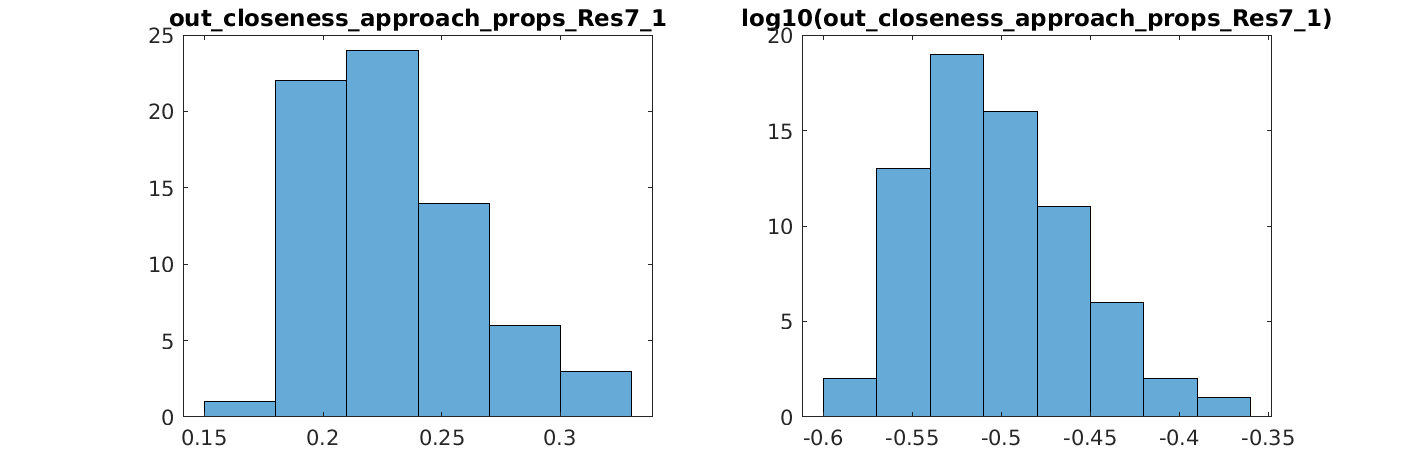 out_closeness_approach_props_Res7_1
25
20
15
10
5
0
0.15 0.2 0.25 0.3
log10(out_closeness_approach_props_Res7_1)
20
15
10
5
0
-0.6 -0.55 -0.5 -0.45 -0.4 -0.35